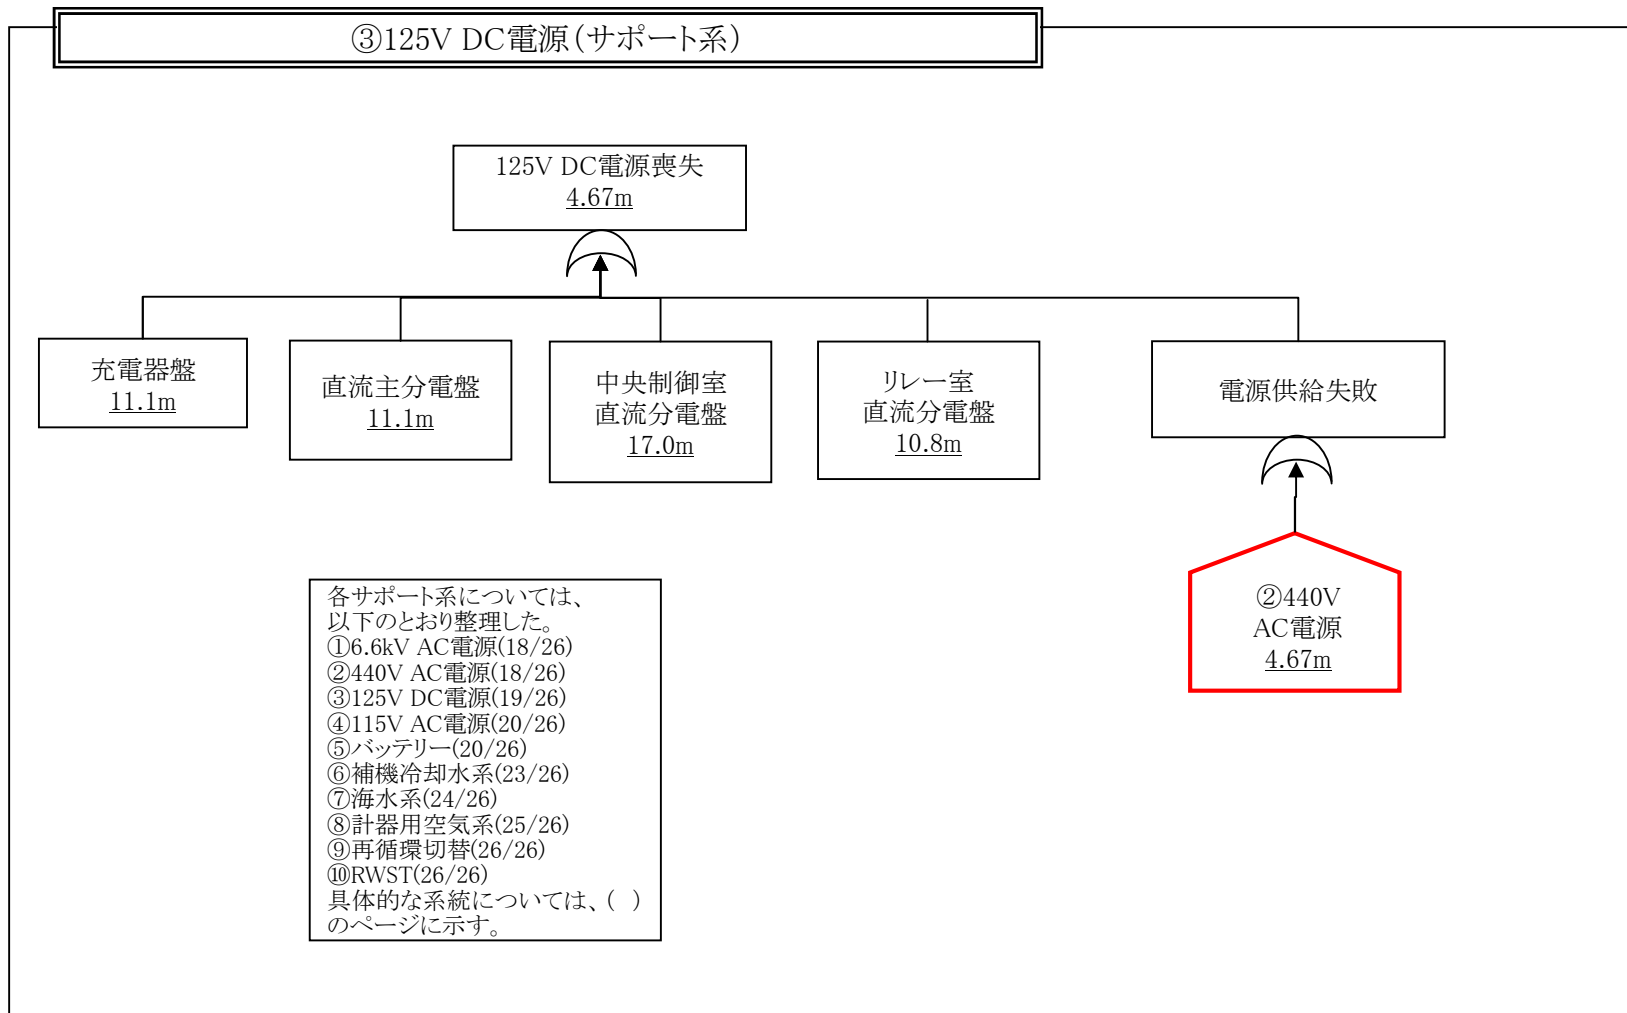 ③125V DC電源(サポート系)
125V DC電源喪失
4.67m
充電器盤
11.1m
直流主分電盤
11.1m
中央制御室
直流分電盤
17.0m
リレー室
直流分電盤
10.8m
電源供給失敗
②440V
AC電源
4.67m
各サポート系については、
以下のとおり整理した。
①6.6kV AC電源(18/26)
②440V AC電源(18/26)
③125V DC電源(19/26)
④115V AC電源(20/26)
⑤バッテリー(20/26)
⑥補機冷却水系(23/26)
⑦海水系(24/26)
⑧計器用空気系(25/26)
⑨再循環切替(26/26)
⑩RWST(26/26)
具体的な系統については、( )
のページに示す。